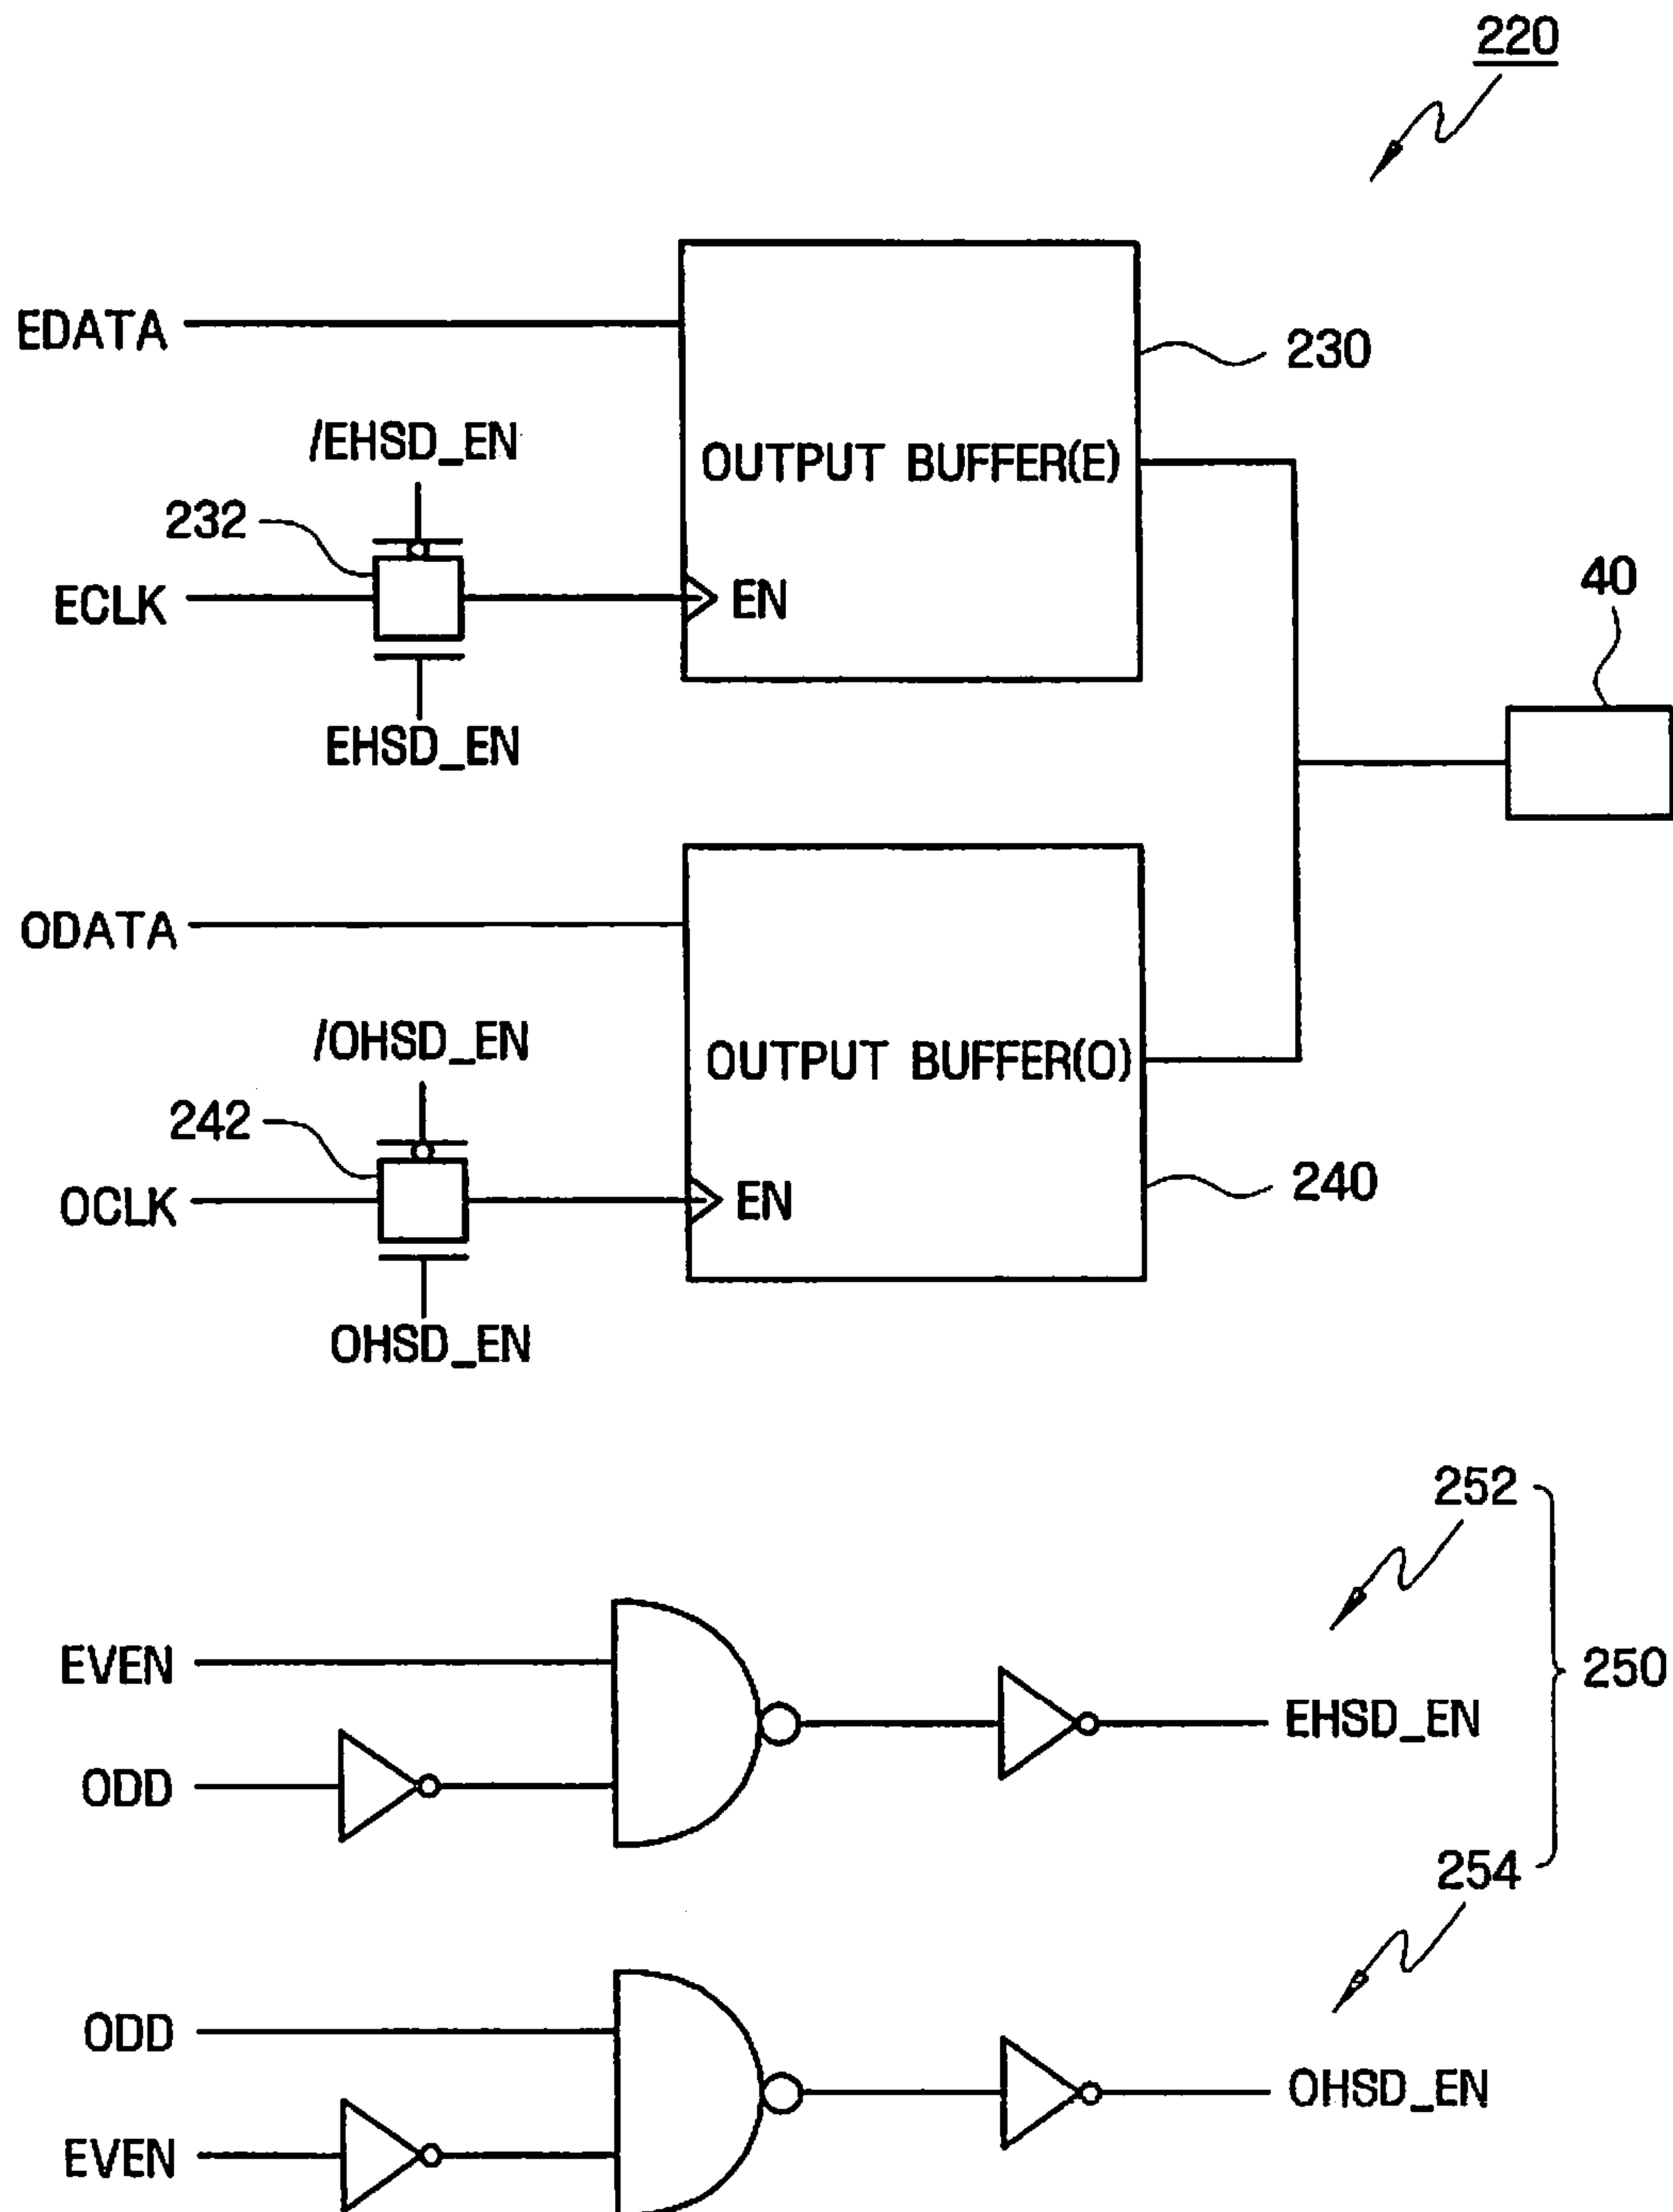 220
EDATA
230
/EHSD_EN
OUTPUT BUFFER(E)
232
40
ECLK
EN
EHSD_EN
ODATA
/OHSD_EN
OUTPUT BUFFER(O)
242
240
OCLK
EN
OHSD_EN
252
EVEN
250
EHSD_EN
ODD
254
ODD
OHSD_EN
EVEN